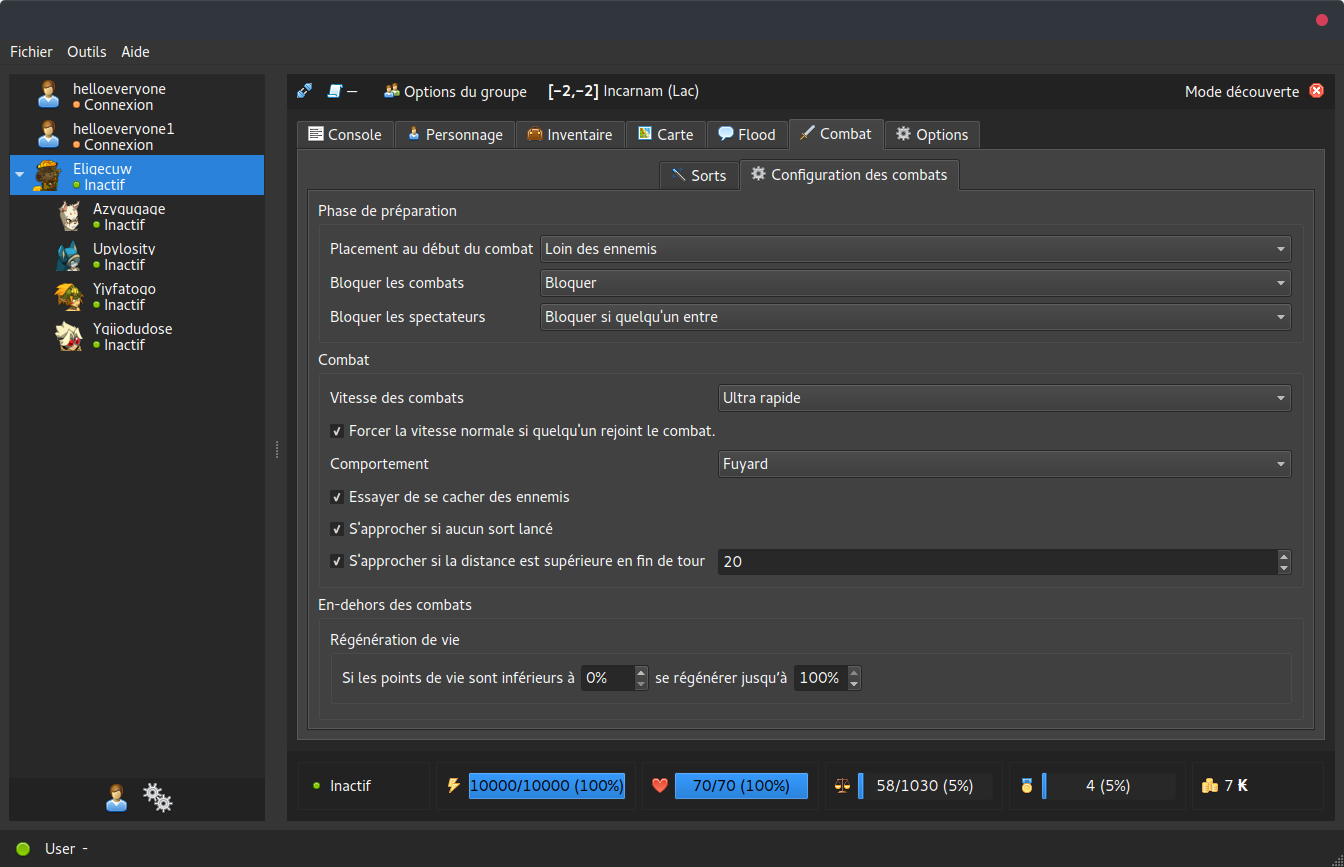 Fichier Outils Aide
helloeveryone
Connexion
helloeveryone1
Connexion
Eligecuw
Inactif
Azygugage
Inactif
Upylosity
Inactif
Yjyfatogo
Inactif
Ygijodudose
Inactif
Options du groupe [-2,-2] Incarnam (Lac) Mode découverte
Console Personnage Inventaire Carte Flood Combat Options
Sorts Configuration des combats
Phase de préparation
Placement au début du combat Loin des ennemis
Bloquer les combats Bloquer
Bloquer les spectateurs Bloquer si quelqu'un entre
Combat
Vitesse des combats Ultra rapide
Forcer la vitesse normale si quelqu'un rejoint le combat.
Comportement Fuyard
Essayer de se cacher des ennemis
S'approcher si aucun sort lancé
S'approcher si la distance est supérieure en fin de tour 20
En-dehors des combats
Régénération de vie
Si les points de vie sont inférieurs à 0% se régénérer jusqu'à 100%
Inactif 10000/10000 (100%) 70/70 (100%) 58/1030 (5%) 4 (5%) 7 K
User -